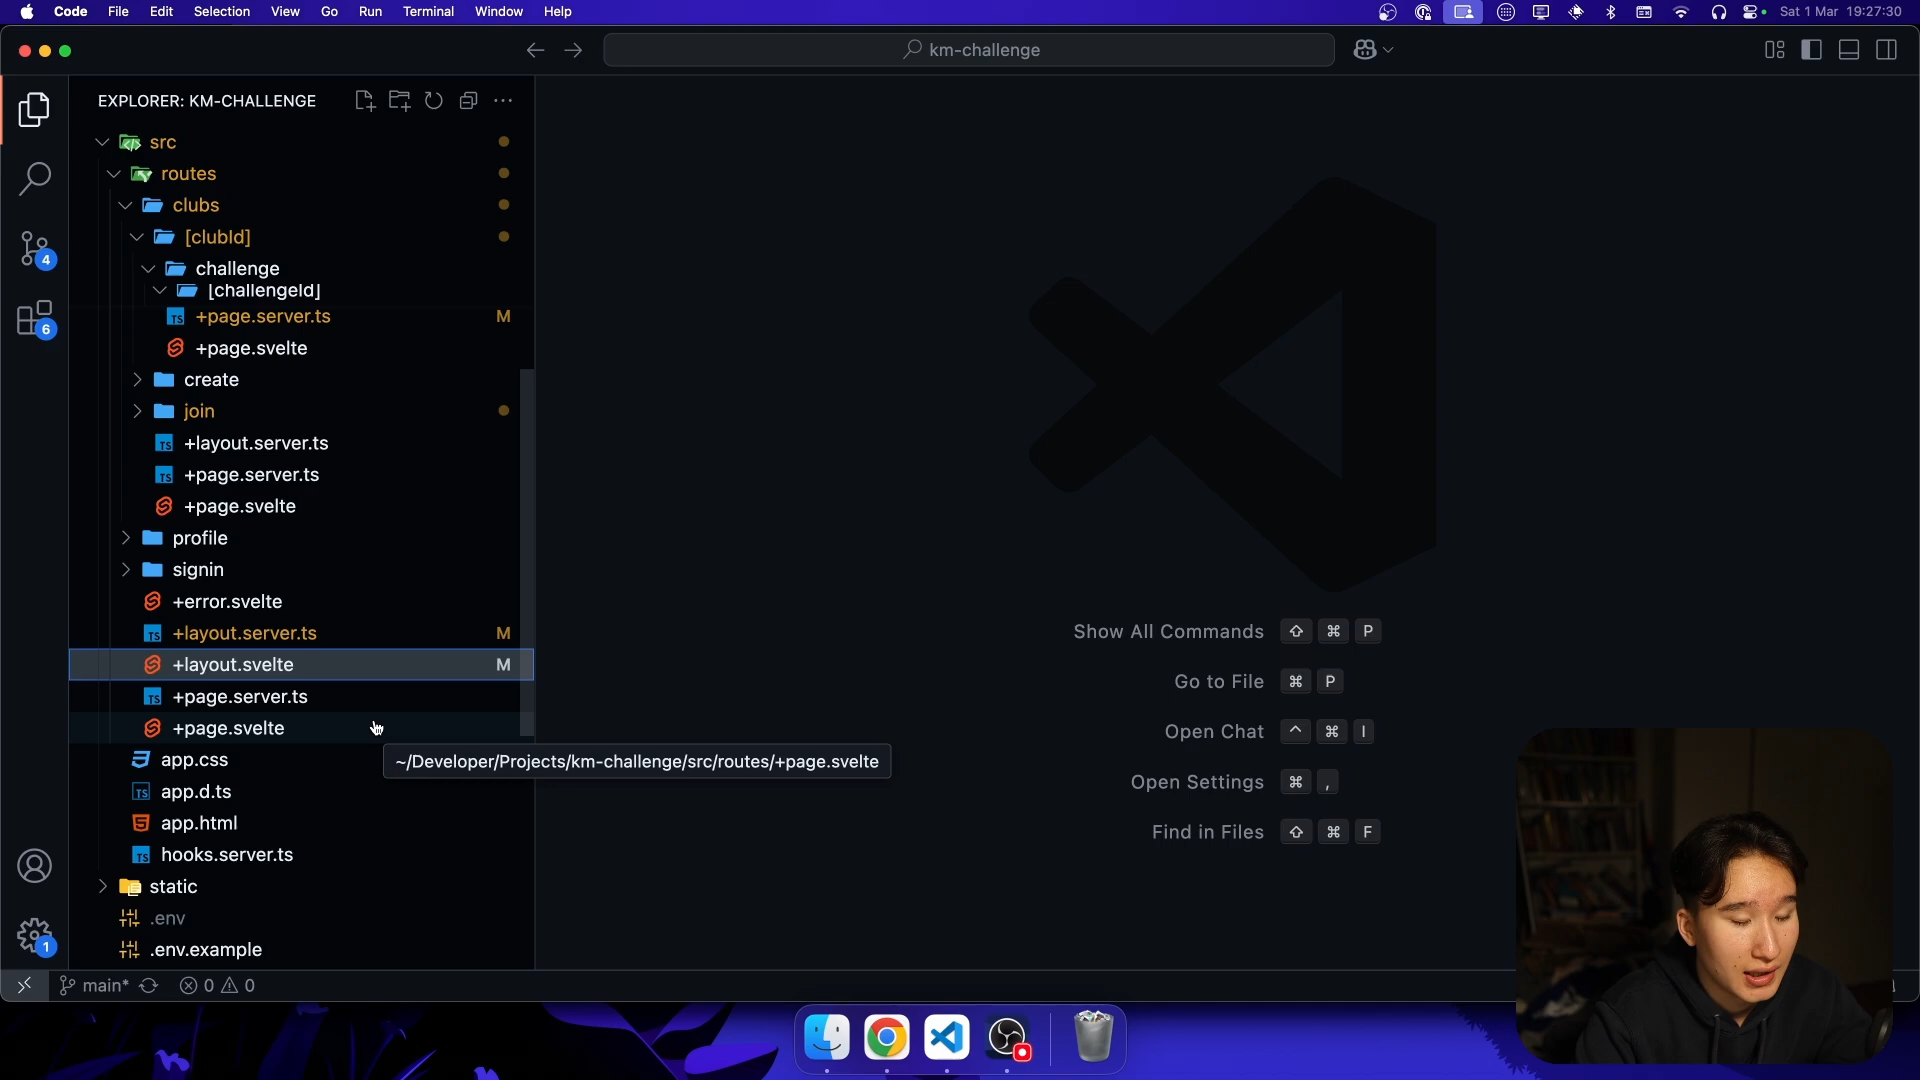 Code File Edit Selection View Go Run Terminal Window Help
Sat 1 Mar 19:27:30
km-challenge
EXPLORER: KM-CHALLENGE
src
routes
clubs
[clubId]
challenge
[challengeId]
+page.server.ts M
+page.svelte
create
join
+layout.server.ts
+page.server.ts
+page.svelte
profile
signin
+error.svelte
+layout.server.ts M
+layout.svelte M
+page.server.ts
+page.svelte
~/Developer/Projects/km-challenge/src/routes/+page.svelte
app.css
app.d.ts
app.html
hooks.server.ts
static
.env
.env.example
4
6
1
Show All Commands ⇧ ⌘ P
Go to File ⌘ P
Open Chat ^ ⌘ I
Open Settings ⌘ ,
Find in Files ⇧ ⌘ F
main* 0 0